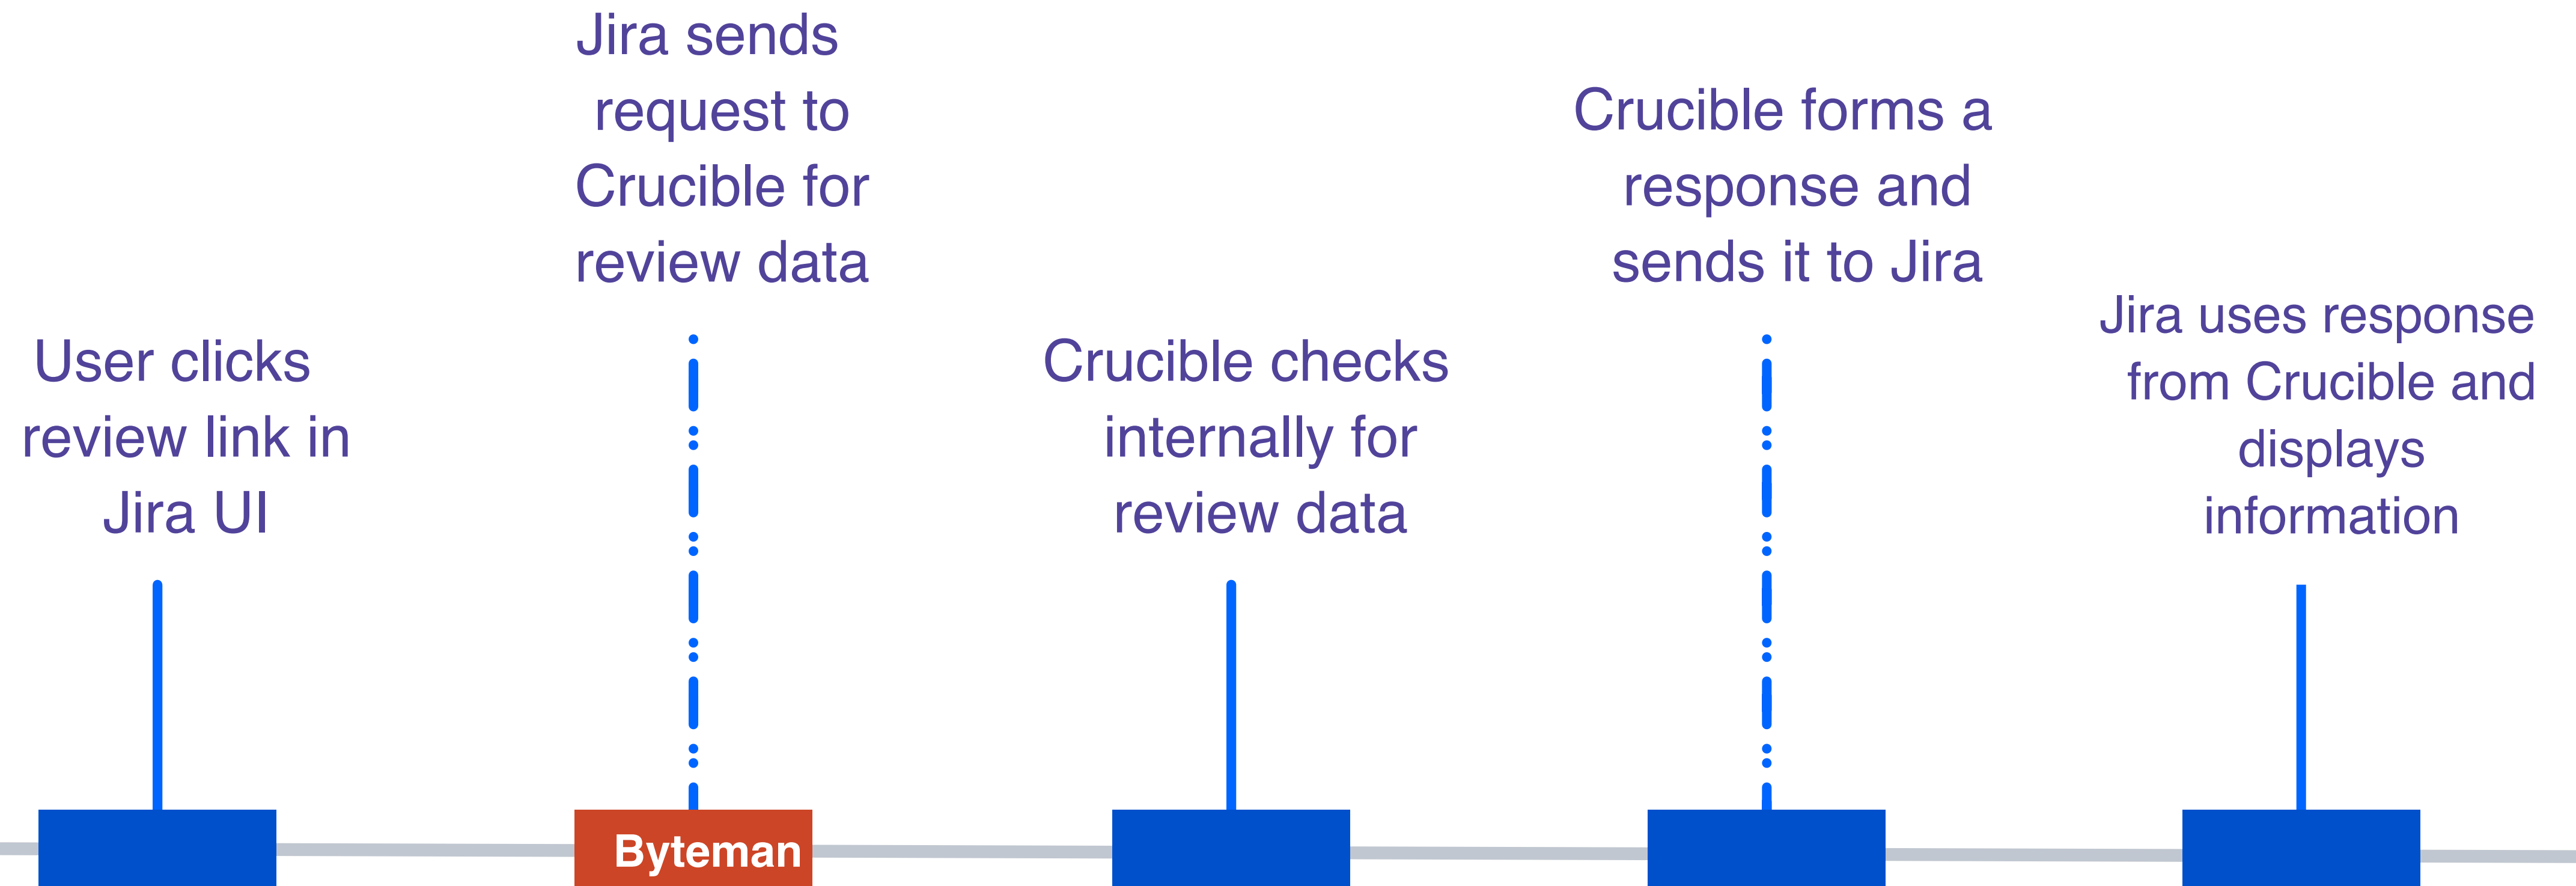 User clicks
review link in
Jira UI
Jira sends
request to
Crucible for
review data
Crucible checks
internally for
review data
Crucible forms a
response and
sends it to Jira
Jira uses response
from Crucible and
displays
information
Byteman